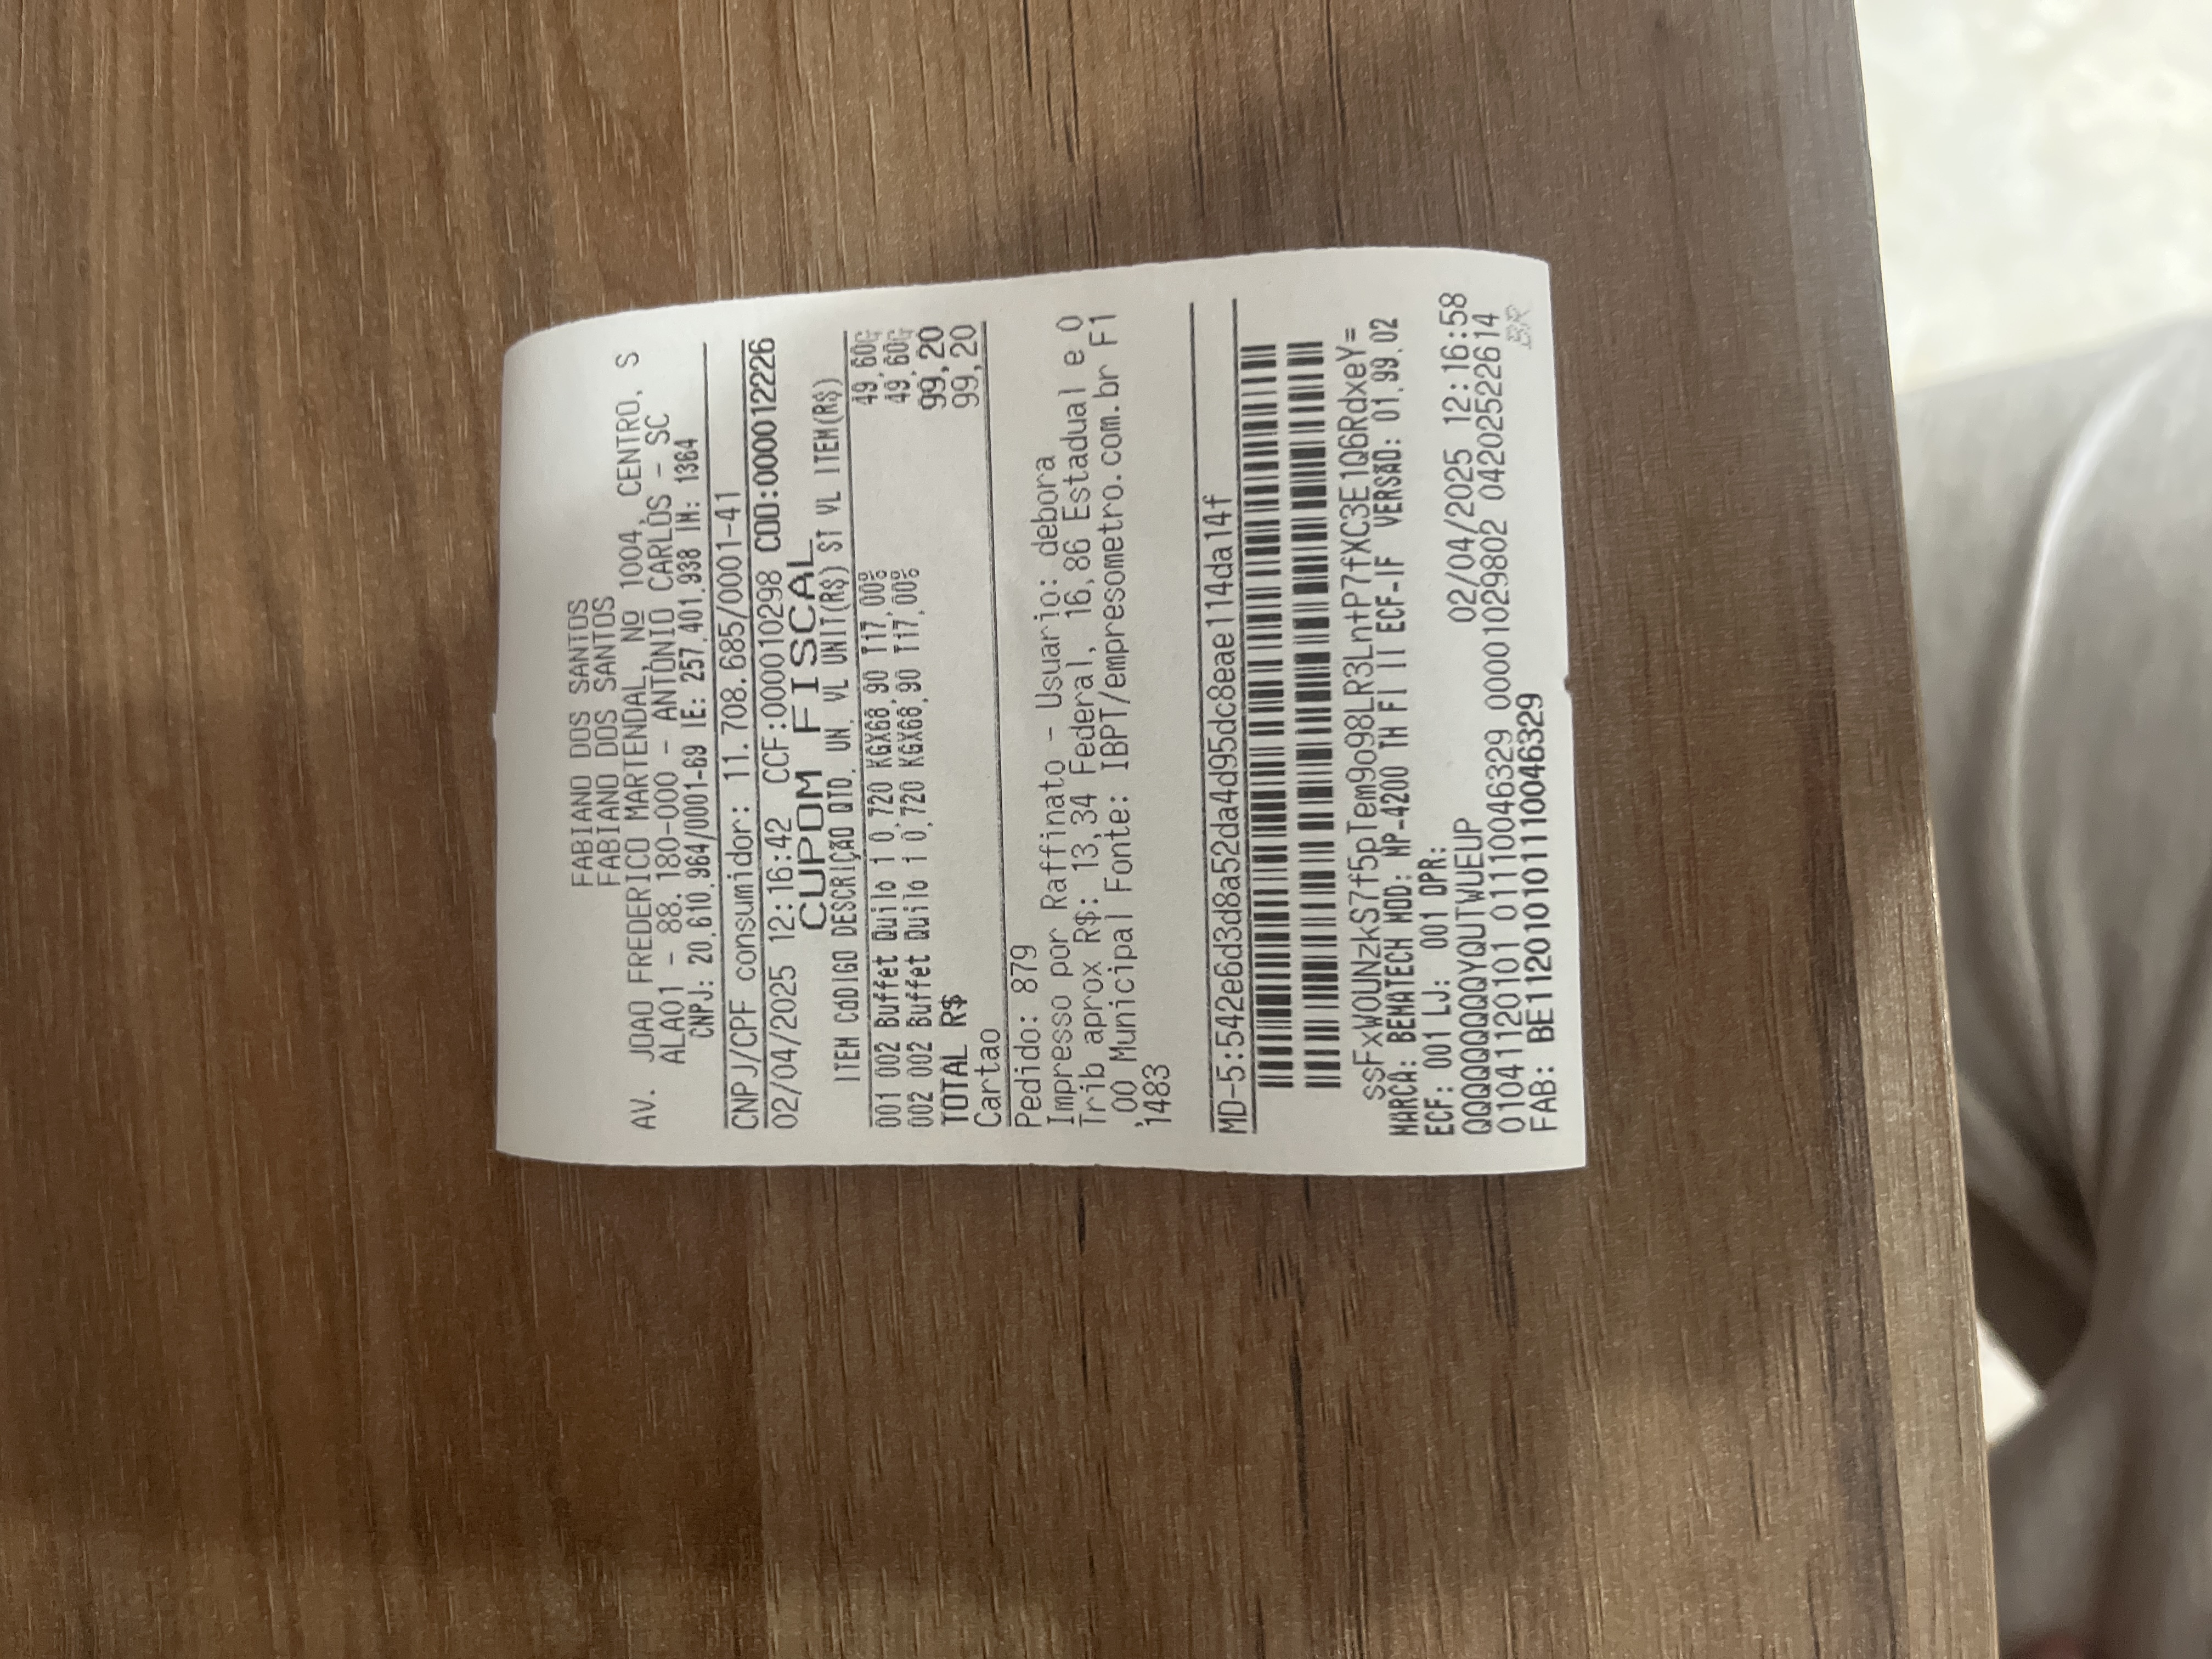 FABIANO DOS SANTOS
FABIANO DOS SANTOS
AV. JOAO FREDERICO MARTENDAL, Nº 1004, CENTRO, S
ALA01 - 88.180-000 - ANTÔNIO CARLOS - SC
CNPJ: 20.610.964/0001-69 IE: 257.401.938 IM: 1364
CNPJ/CPF consumidor: 11.708.685/0001-41
02/04/2025 12:16:42 CCF:000010298 COO:000012226
CUPOM FISCAL
ITEM CóDIGO DESCRIÇÃO QTD. UN. VL UNIT(R$) ST VL ITEM(R$)
001 002 Buffet Quilo 1 0,720 KGX68,90 T17,00% 49,60G
002 002 Buffet Quilo 1 0,720 KGX68,90 T17,00% 49,60G
TOTAL R$ 99,20
Cartao 99,20
Pedido: 879
Impresso por Raffinato - Usuario: debora
Trib aprox R$: 13,34 Federal, 16,86 Estadual e 0
,00 Municipal Fonte: IBPT/empresometro.com.br F1
'1483
MD-5:542e6d3d8a52da4d95dc8eae114da14f
ssFxWOUNzkS7f5pTem9o98LR3LntP7fXC3E1Q6RdxeY=
MARCA: BEMATECH MOD: MP-4200 TH FI II ECF-IF VERSÃO: 01.99.02
ECF: 001 LJ: 001 OPR:
QQQQQQQQQYQUTWUEUP 02/04/2025 12:16:58
01041120101 01110046329 00001029802 0420252 2614
FAB: BE112010101110046329 BR